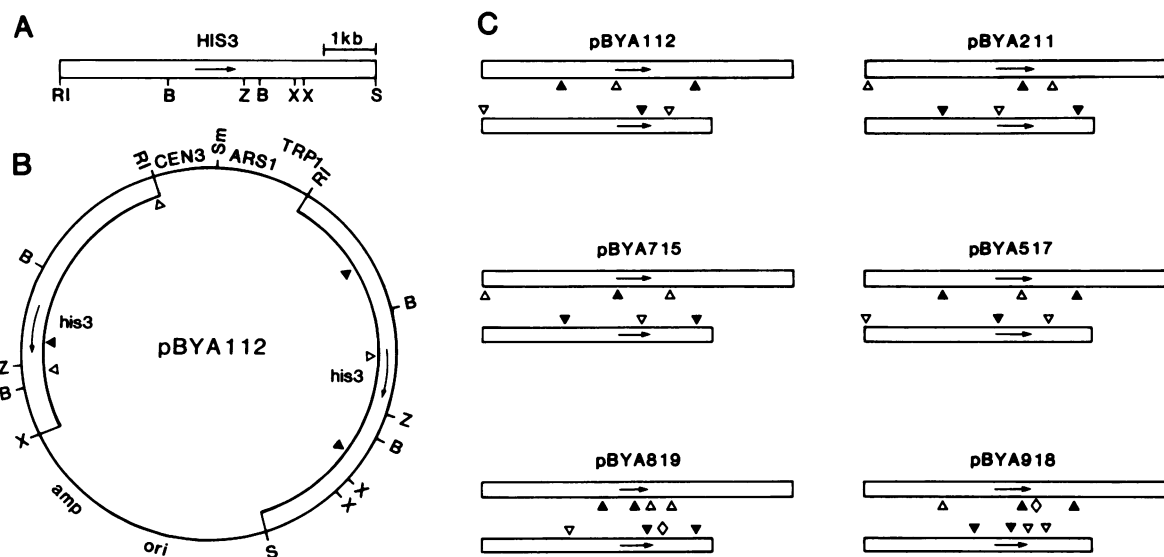 A
HIS3
1kb
RI B Z B X X S
B
RI CEN3 Sm ARS1 TRP1 RI
B
B
his3
pBYA112
his3
Z
B
X
Z
B
X
X
amp
ori
S
C
pBYA112
pBYA211
pBYA715
pBYA517
pBYA819
pBYA918